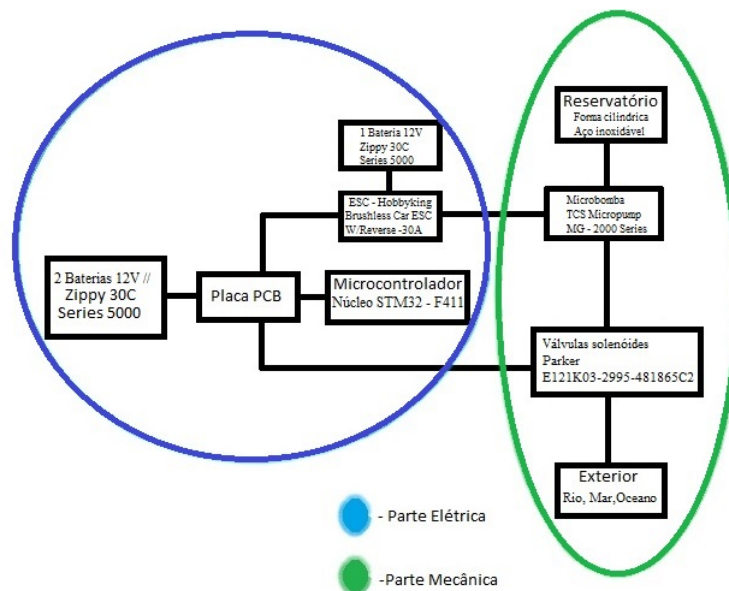 Reservatório
Forma cilíndrica
Aço inoxidável
1 Bateria 12V
Zippy 30C
Series 5000
ESC - Hobbyking
Brushless Car ESC
W/Reverse -30A
Microbomba
TCS Micropump
MG - 2000 Series
2 Baterias 12V //
Zippy 30C
Series 5000
Placa PCB
Microcontrolador
Núcleo STM32 - F411
Válvulas solenóides
Parker
E121K03-2995-481865C2
Exterior
Rio, Mar,Oceano
- Parte Elétrica
-Parte Mecânica